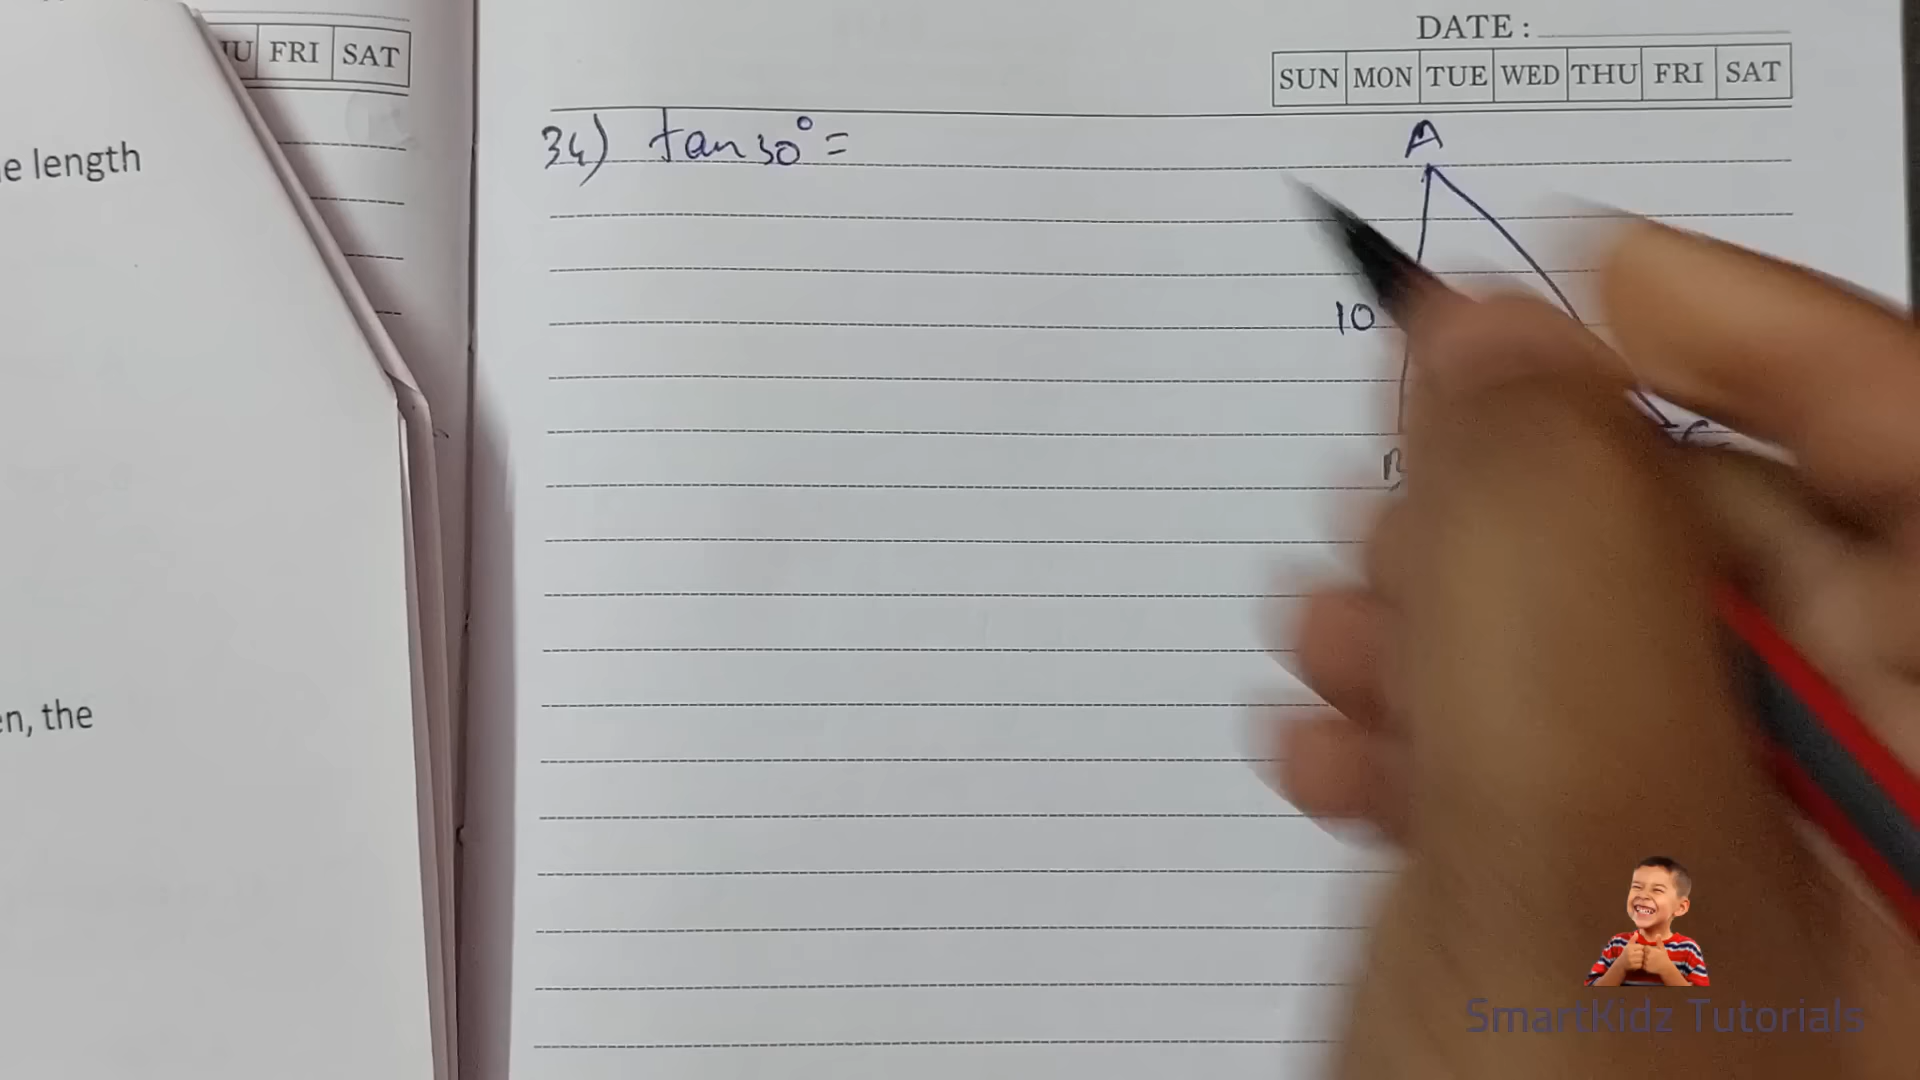 U FRI SAT
e length
en, the
DATE :
SUN MON TUE WED THU FRI SAT
34) tan 30° =
A
10
B
C
SmartKidz Tutorials